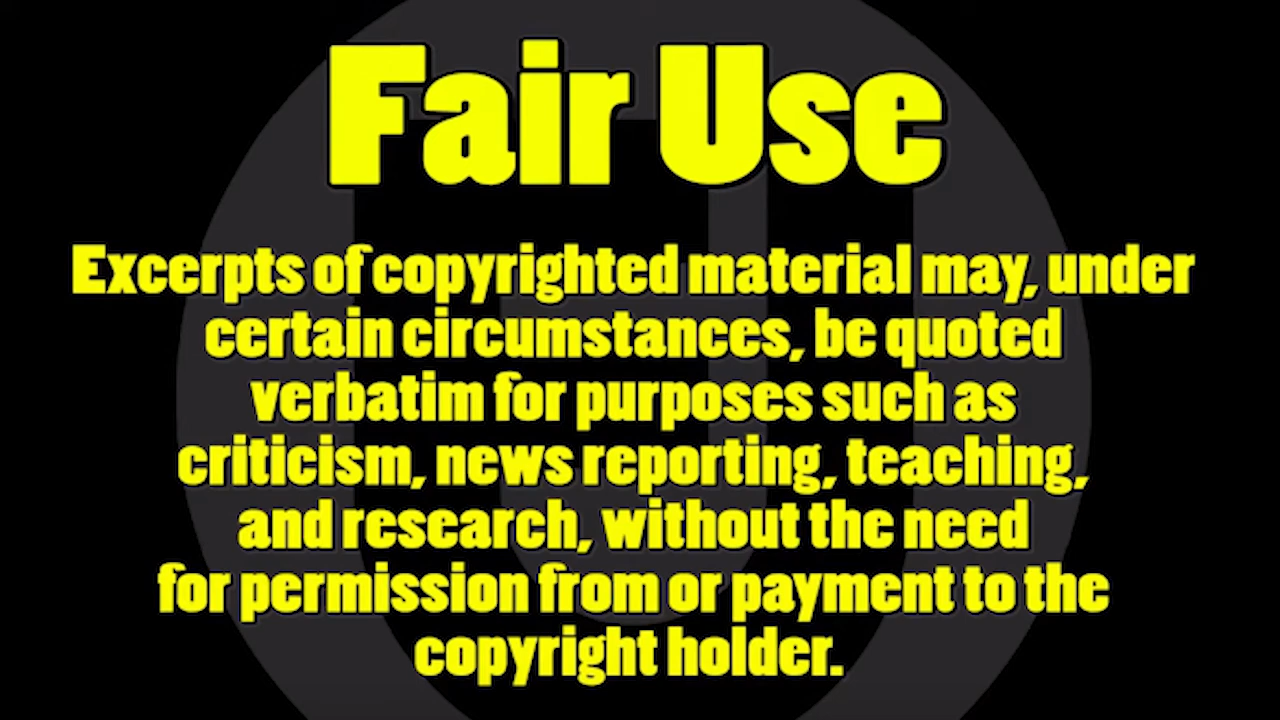 Fair Use
Excerpts of copyrighted material may, under
certain circumstances, be quoted
verbatim for purposes such as
criticism, news reporting, teaching,
and research, without the need
for permission from or payment to the
copyright holder.